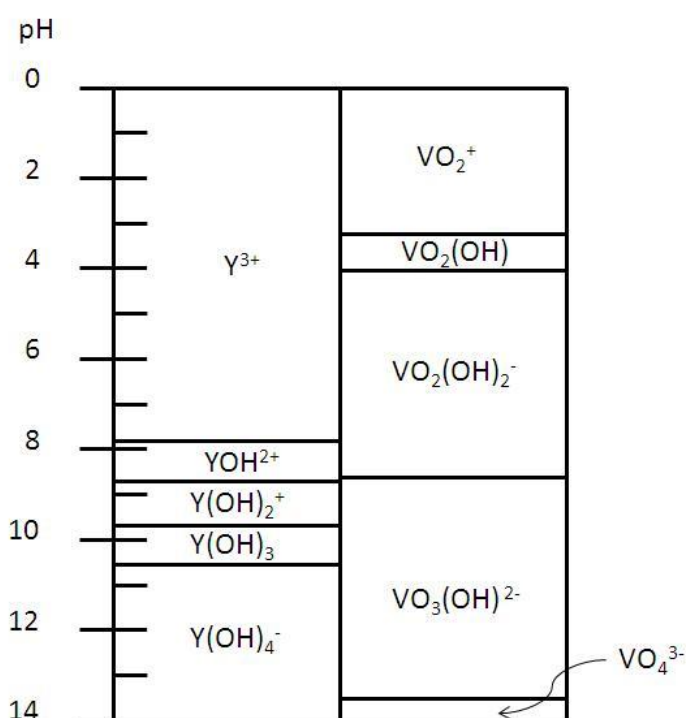 pH
0
2
4
6
8
10
12
14
Y³⁺
YOH²⁺
Y(OH)₂⁺
Y(OH)₃
Y(OH)₄⁻
VO₂⁺
VO₂(OH)
VO₂(OH)₂⁻
VO₃(OH)²⁻
VO₄³⁻